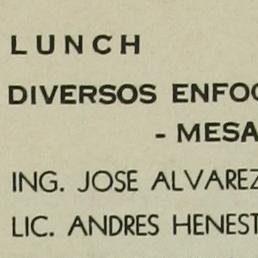 LUNCH
DIVERSOS ENFOC
- MESA
ING. JOSE ALVAREZ
LIC. ANDRES HENEST